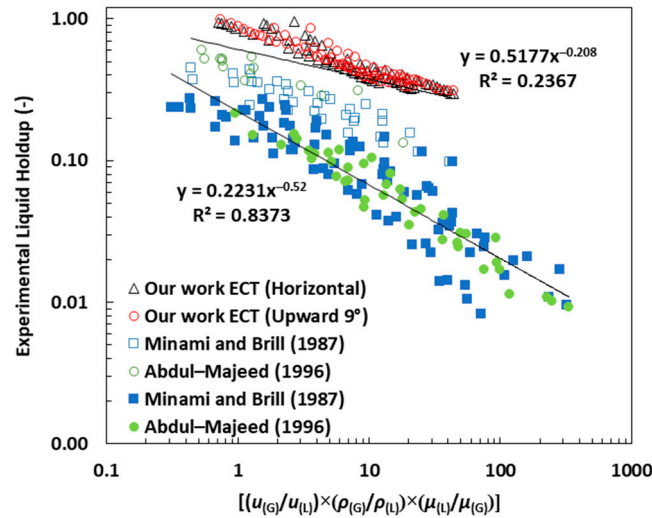 1.00
y = 0.5177x^−0.208
R² = 0.2367
0.10
y = 0.2231x^−0.52
R² = 0.8373
0.01
Our work ECT (Horizontal)
Our work ECT (Upward 9°)
Minami and Brill (1987)
Abdul–Majeed (1996)
Minami and Brill (1987)
Abdul–Majeed (1996)
0.00
0.1 1 10 100 1000
Experimental Liquid Holdup (-)
[(u(G)/u(L))×(ρ(G)/ρ(L))×(μ(L)/μ(G))]